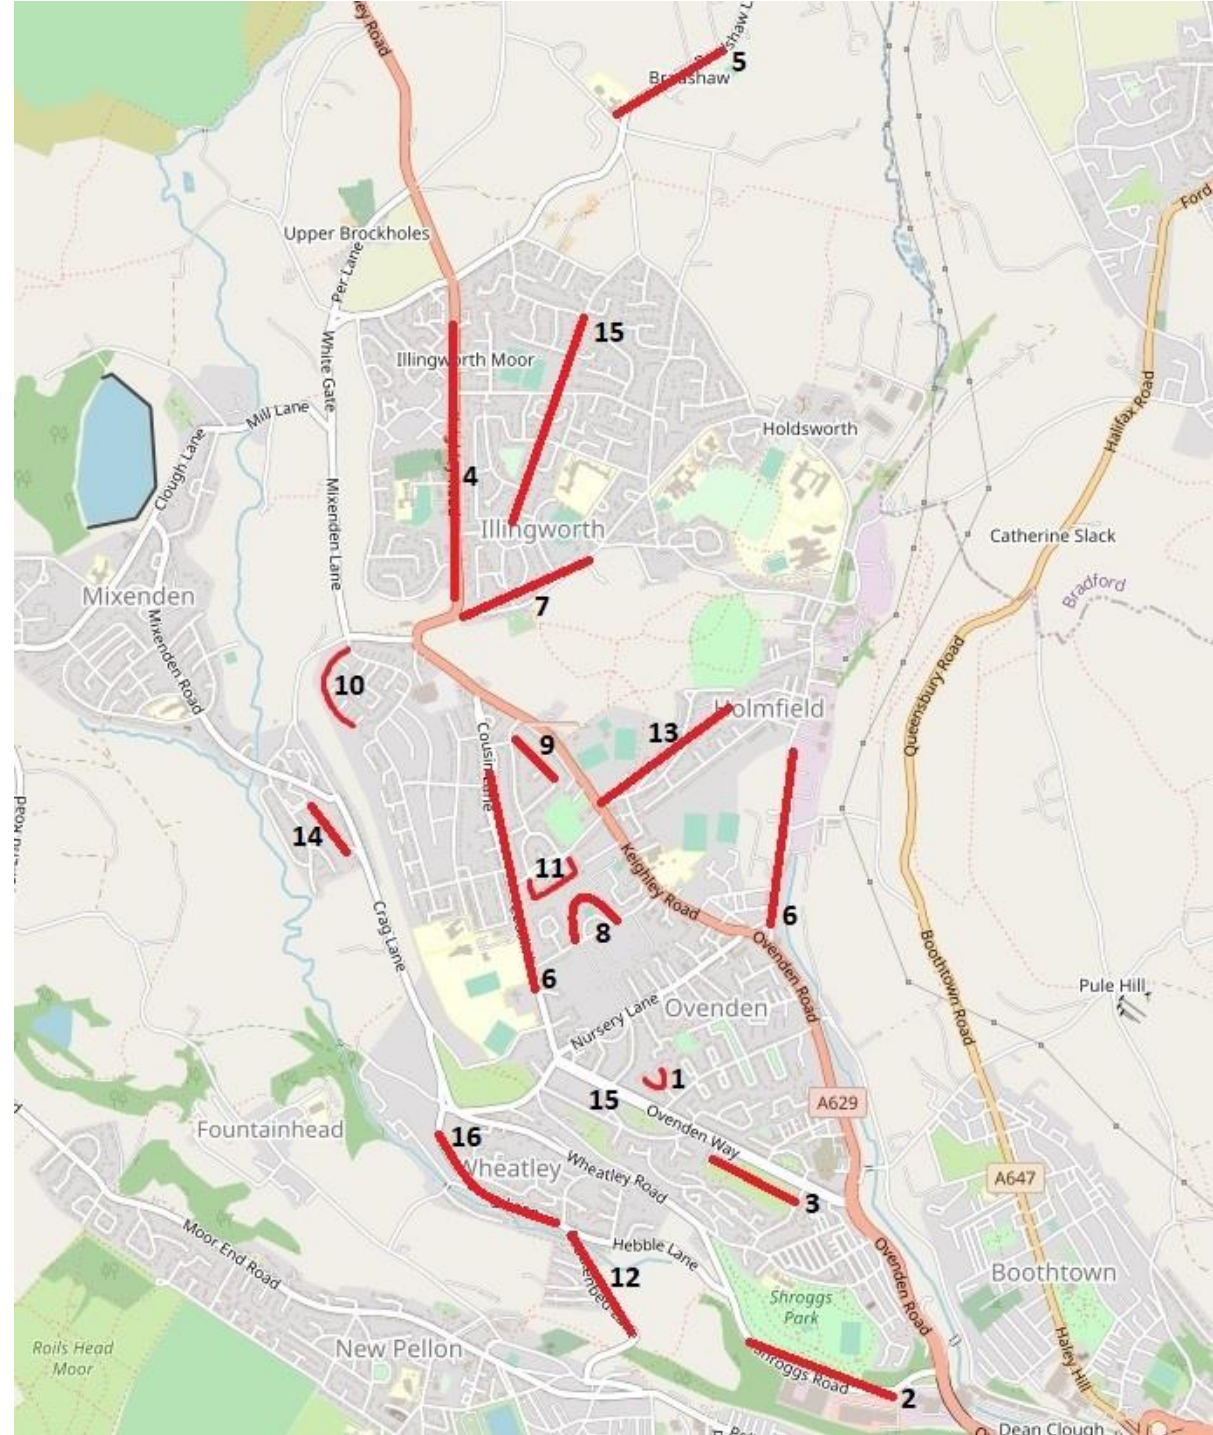 5
Bradshaw
Ford
Upper Brockholes
Per Lane
15
Illingworth Moor
White Gate
Halifax Road
Mill Lane
Holdsworth
Clough Lane
4
Mixenden Lane
Illingworth
Catherine Slack
Mixenden
Bradford
7
Mixenden Road
10
Queensbury Road
Holmfield
13
9
Cousin Lane
14
11
Keighley Road
6
8
Crag Lane
Ovenden Road
Boothtown Road
6
Pule Hill
Nursery Lane
Ovenden
1
15
A629
Ovenden Way
Fountainhead
16
Wheatley
Wheatley Road
A647
3
Moor End Road
Hebble Lane
Ovenden Road
12
Boothtown
Shroggs
Park
Roils Head
Moor
New Pellon
Haley Hill
Shroggs Road
2
Dean Clough